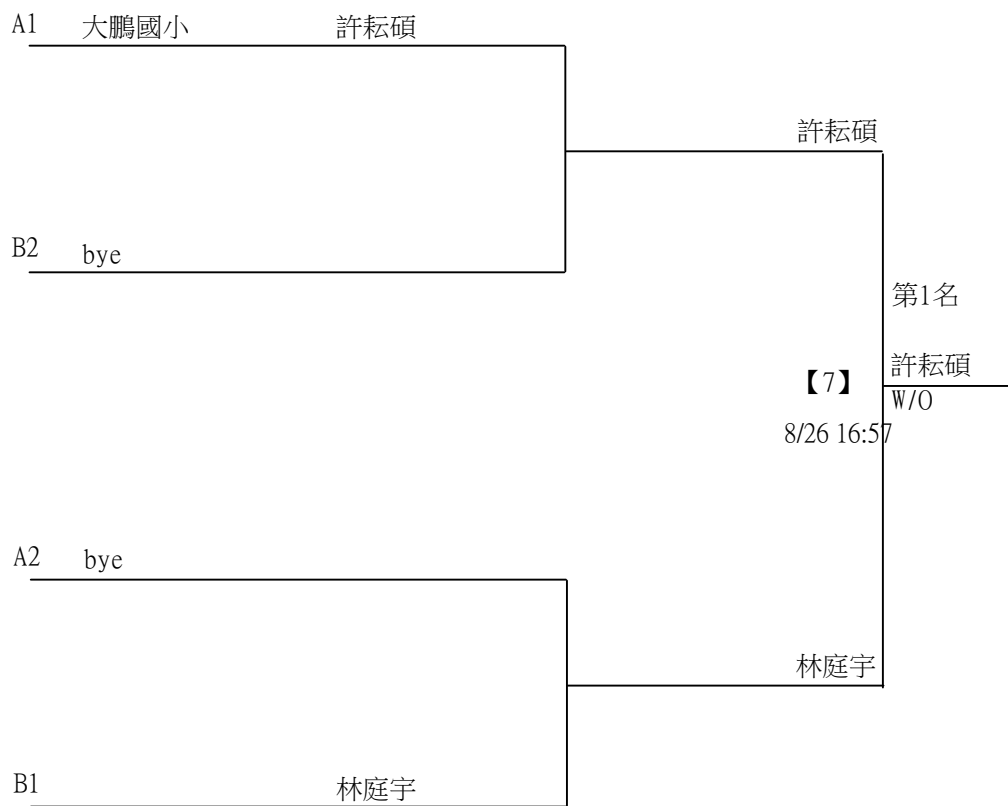 A1 大鵬國小 許耘碩
許耘碩
B2 bye
第1名
許耘碩
【7】
W/O
8/26 16:57
A2 bye
林庭宇
B1 林庭宇